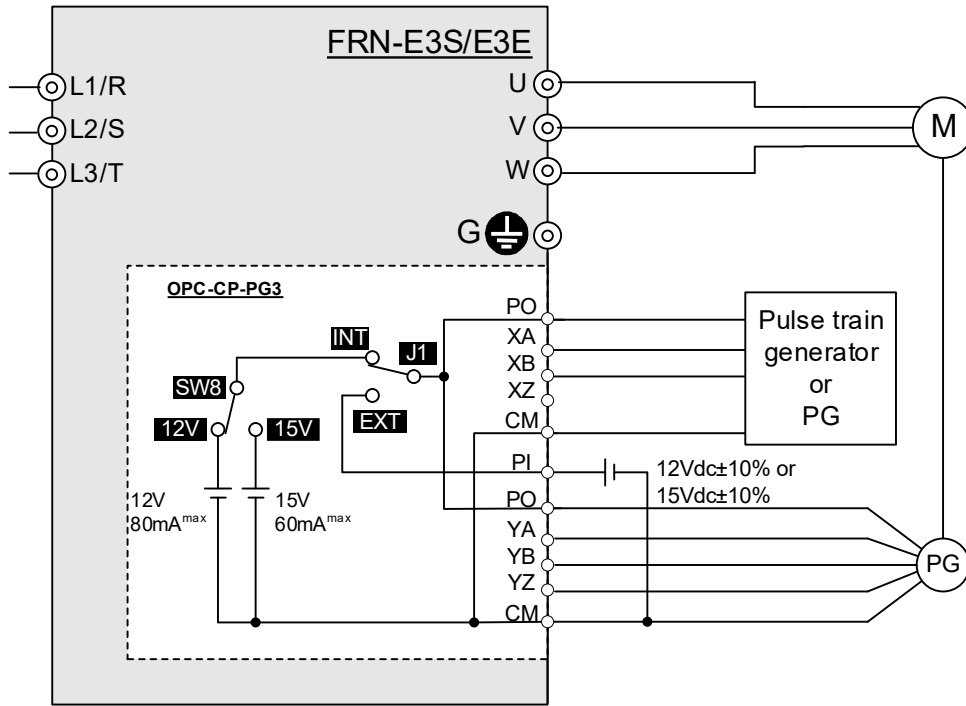 FRN-E3S/E3E
L1/R
L2/S
L3/T
U
V
W
G
M
OPC-CP-PG3
INT
J1
SW8
EXT
12V
15V
12V
80mAmax
15V
60mAmax
PO
XA
XB
XZ
CM
PI
PO
YA
YB
YZ
CM
Pulse train
generator
or
PG
12Vdc±10% or
15Vdc±10%
PG